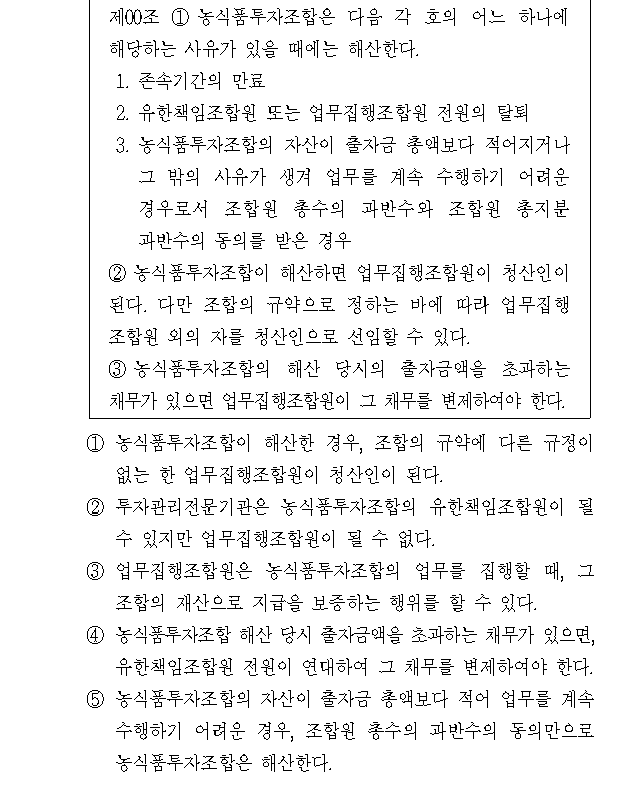 제00조 ① 농식품투자조합은 다음 각 호의 어느 하나에
해당하는 사유가 있을 때에는 해산한다.
1. 존속기간의 만료
2. 유한책임조합원 또는 업무집행조합원 전원의 탈퇴
3. 농식품투자조합의 자산이 출자금 총액보다 적어지거나
그 밖의 사유가 생겨 업무를 계속 수행하기 어려운
경우로서 조합원 총수의 과반수와 조합원 총지분
과반수의 동의를 받은 경우
② 농식품투자조합이 해산하면 업무집행조합원이 청산인이
된다. 다만 조합의 규약으로 정하는 바에 따라 업무집행
조합원 외의 자를 청산인으로 선임할 수 있다.
③ 농식품투자조합의 해산 당시의 출자금액을 초과하는
채무가 있으면 업무집행조합원이 그 채무를 변제하여야 한다.
① 농식품투자조합이 해산한 경우, 조합의 규약에 다른 규정이
없는 한 업무집행조합원이 청산인이 된다.
② 투자관리전문기관은 농식품투자조합의 유한책임조합원이 될
수 있지만 업무집행조합원이 될 수 없다.
③ 업무집행조합원은 농식품투자조합의 업무를 집행할 때, 그
조합의 재산으로 지급을 보증하는 행위를 할 수 있다.
④ 농식품투자조합 해산 당시 출자금액을 초과하는 채무가 있으면,
유한책임조합원 전원이 연대하여 그 채무를 변제하여야 한다.
⑤ 농식품투자조합의 자산이 출자금 총액보다 적어 업무를 계속
수행하기 어려운 경우, 조합원 총수의 과반수의 동의만으로
농식품투자조합은 해산한다.